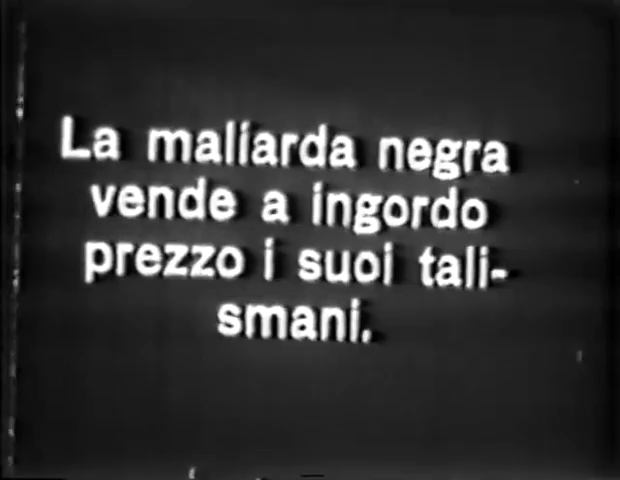 La maliarda negra
vende a ingordo
prezzo i suoi tali-
smani.